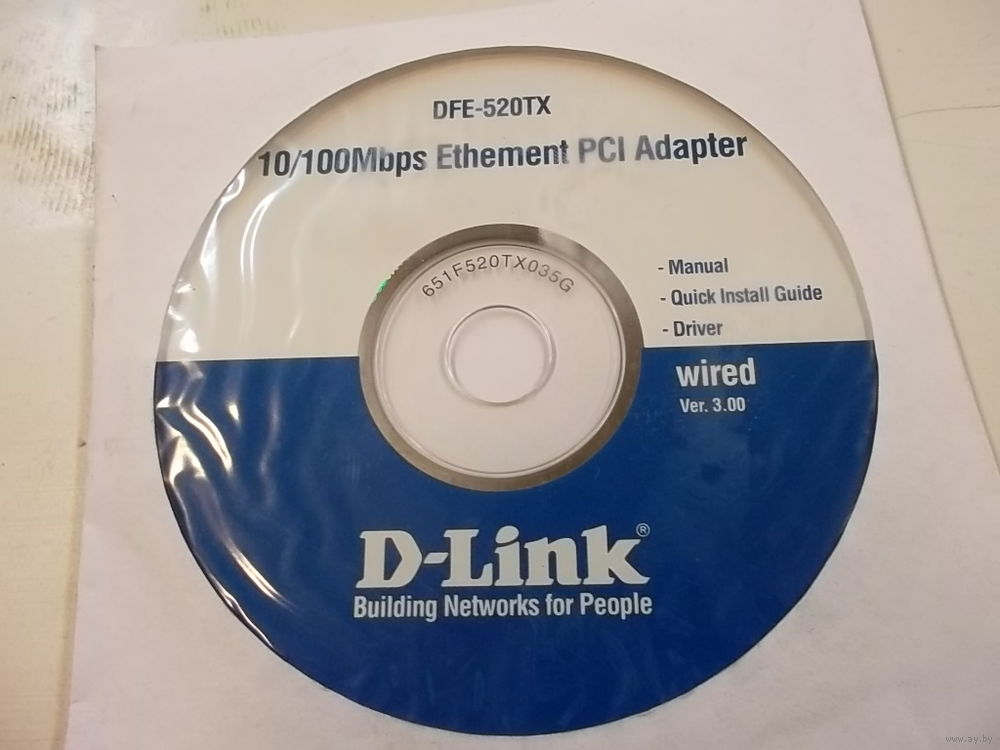 DFE-520TX
10/100Mbps Ethement PCI Adapter
651F520TX035G
- Manual
- Quick Install Guide
- Driver
wired
Ver. 3.00
D-Link®
Building Networks for People
www.ay.by